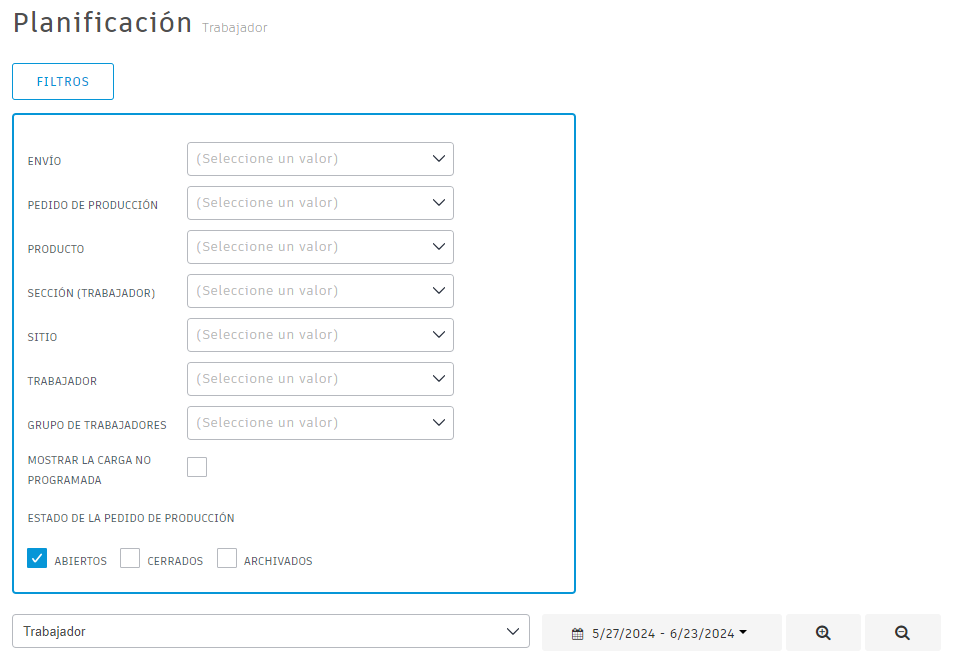 Planificación Trabajador
FILTROS
ENVÍO (Seleccione un valor)
PEDIDO DE PRODUCCIÓN (Seleccione un valor)
PRODUCTO (Seleccione un valor)
SECCIÓN (TRABAJADOR) (Seleccione un valor)
SITIO (Seleccione un valor)
TRABAJADOR (Seleccione un valor)
GRUPO DE TRABAJADORES (Seleccione un valor)
MOSTRAR LA CARGA NO
PROGRAMADA
ESTADO DE LA PEDIDO DE PRODUCCIÓN
ABIERTOS CERRADOS ARCHIVADOS
Trabajador 5/27/2024 - 6/23/2024